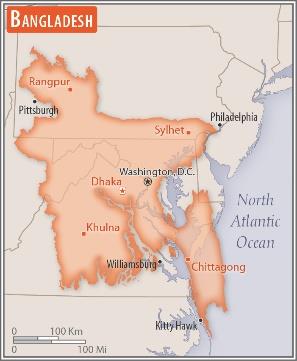 BANGLADESH
Rangpur
Pittsburgh
Sylhet
Philadelphia
Washington, D.C.
Dhaka
North
Atlantic
Ocean
Khulna
Williamsburg
Chittagong
Kitty Hawk
0 100 Km
0 100 Mi